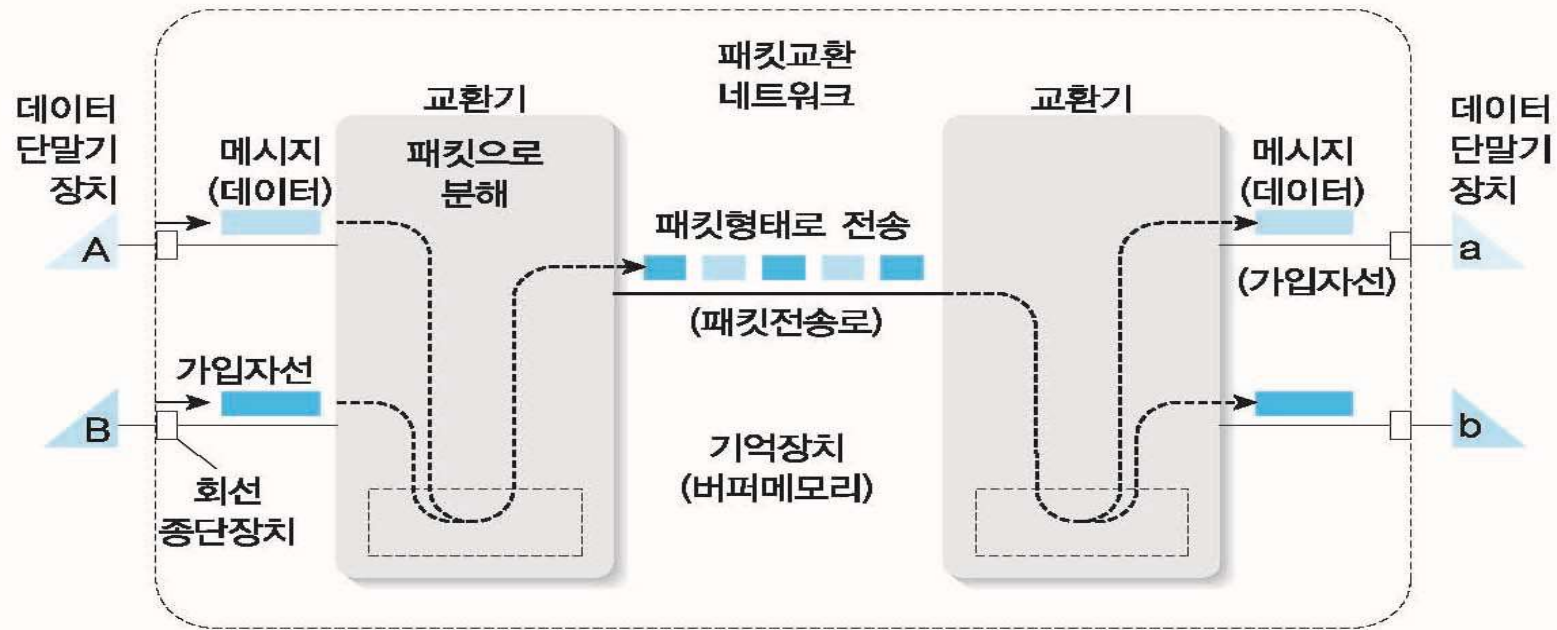 패킷교환
네트워크
데이터
단말기
장치
교환기
교환기
데이터
단말기
장치
메시지
(데이터)
패킷으로
분해
메시지
(데이터)
패킷형태로 전송
A
a
(가입자선)
(패킷전송로)
가입자선
B
b
기억장치
(버퍼메모리)
회선
종단장치